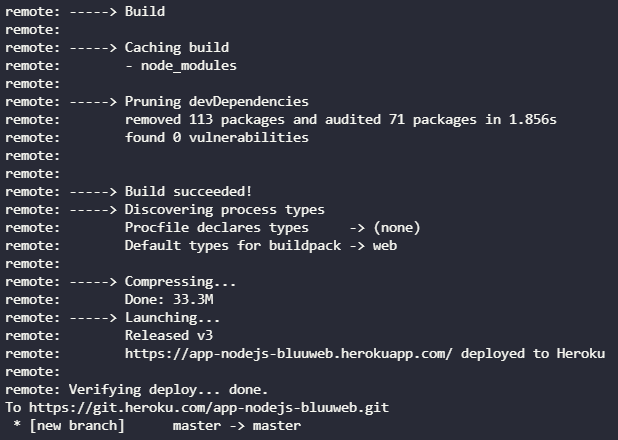 remote: -----> Build
remote:
remote: -----> Caching build
remote:        - node_modules
remote:
remote: -----> Pruning devDependencies
remote:        removed 113 packages and audited 71 packages in 1.856s
remote:        found 0 vulnerabilities
remote:
remote:
remote: -----> Build succeeded!
remote: -----> Discovering process types
remote:        Procfile declares types     -> (none)
remote:        Default types for buildpack -> web
remote:
remote: -----> Compressing...
remote:        Done: 33.3M
remote: -----> Launching...
remote:        Released v3
remote:        https://app-nodejs-bluuweb.herokuapp.com/ deployed to Heroku
remote:
remote: Verifying deploy... done.
To https://git.heroku.com/app-nodejs-bluuweb.git
 * [new branch]      master -> master